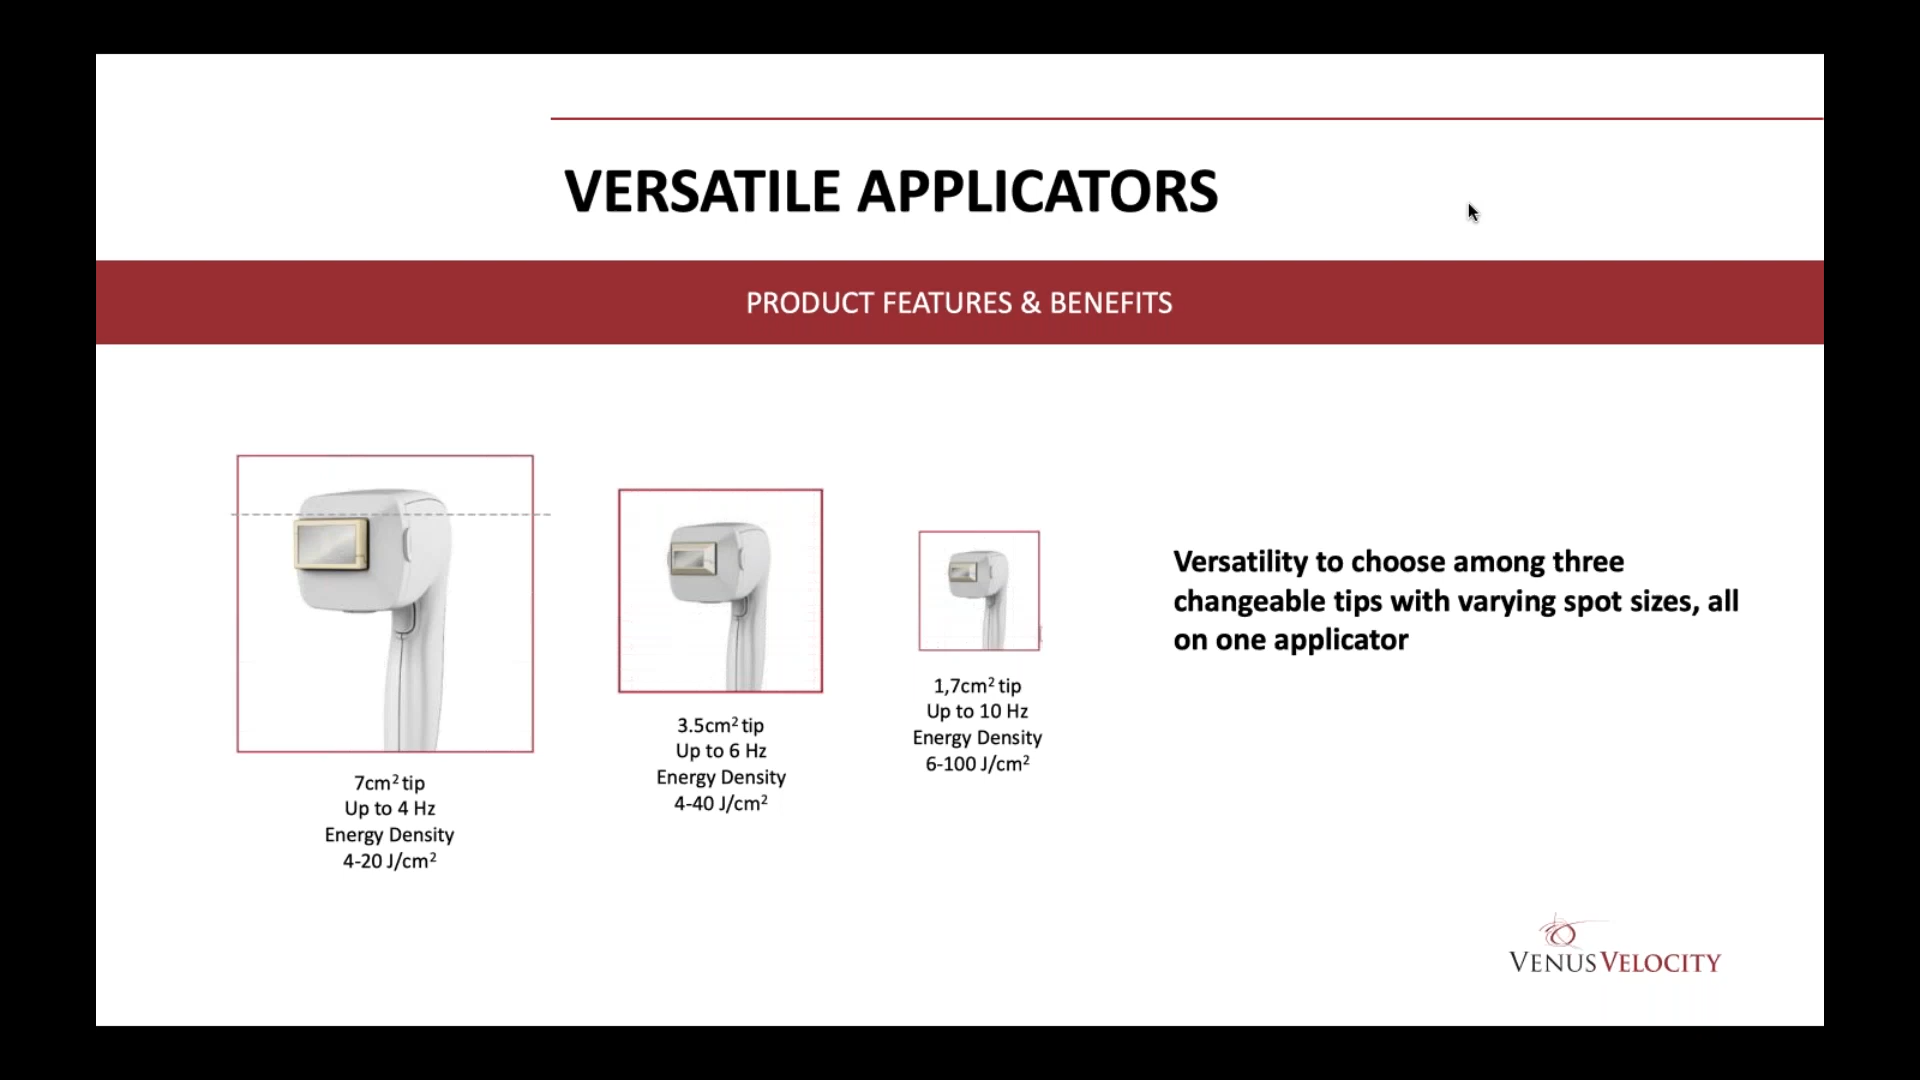 VERSATILE APPLICATORS
PRODUCT FEATURES & BENEFITS
7cm² tip
Up to 4 Hz
Energy Density
4-20 J/cm²
3.5cm² tip
Up to 6 Hz
Energy Density
4-40 J/cm²
1,7cm² tip
Up to 10 Hz
Energy Density
6-100 J/cm²
Versatility to choose among three
changeable tips with varying spot sizes, all
on one applicator
VENUS VELOCITY